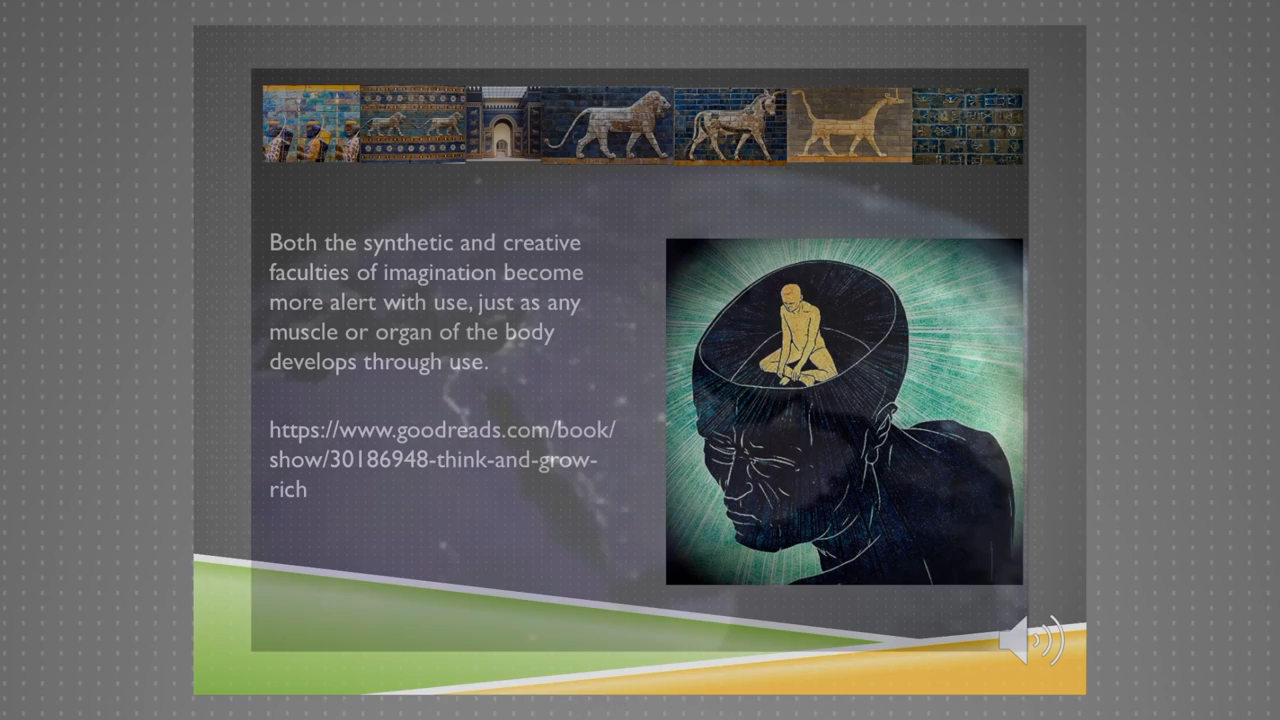 Both the synthetic and creative
faculties of imagination become
more alert with use, just as any
muscle or organ of the body
develops through use.
https://www.goodreads.com/book/
show/30186948-think-and-grow-
rich